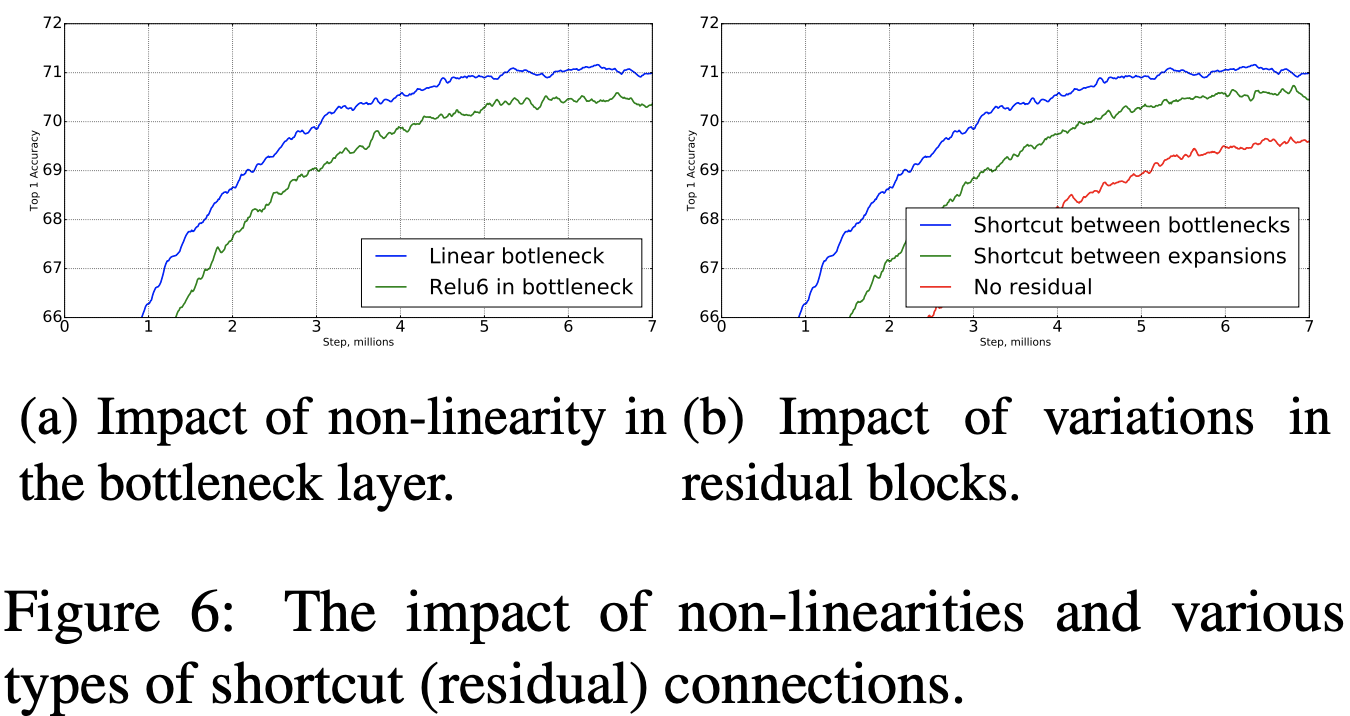 72
71
70
69
68
67
66
0 1 2 3 4 5 6 7
Top 1 Accuracy
Step, millions
Linear botleneck
Relu6 in bottleneck
72
71
70
69
68
67
66
0 1 2 3 4 5 6 7
Top 1 Accuracy
Step, millions
Shortcut between bottlenecks
Shortcut between expansions
No residual
(a) Impact of non-linearity in
the bottleneck layer.
(b) Impact of variations in
residual blocks.
Figure 6: The impact of non-linearities and various
types of shortcut (residual) connections.